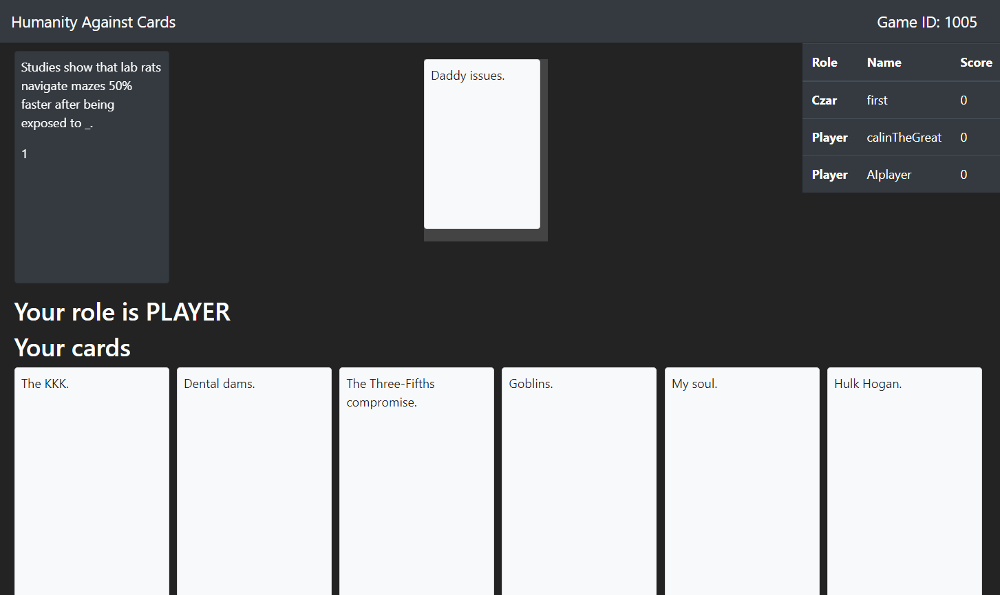 Humanity Against Cards
Game ID: 1005
Studies show that lab rats
navigate mazes 50%
faster after being
exposed to _.
1
Daddy issues.
Role Name Score
Czar first 0
Player calinTheGreat 0
Player AIplayer 0
Your role is PLAYER
Your cards
The KKK.
Dental dams.
The Three-Fifths
compromise.
Goblins.
My soul.
Hulk Hogan.